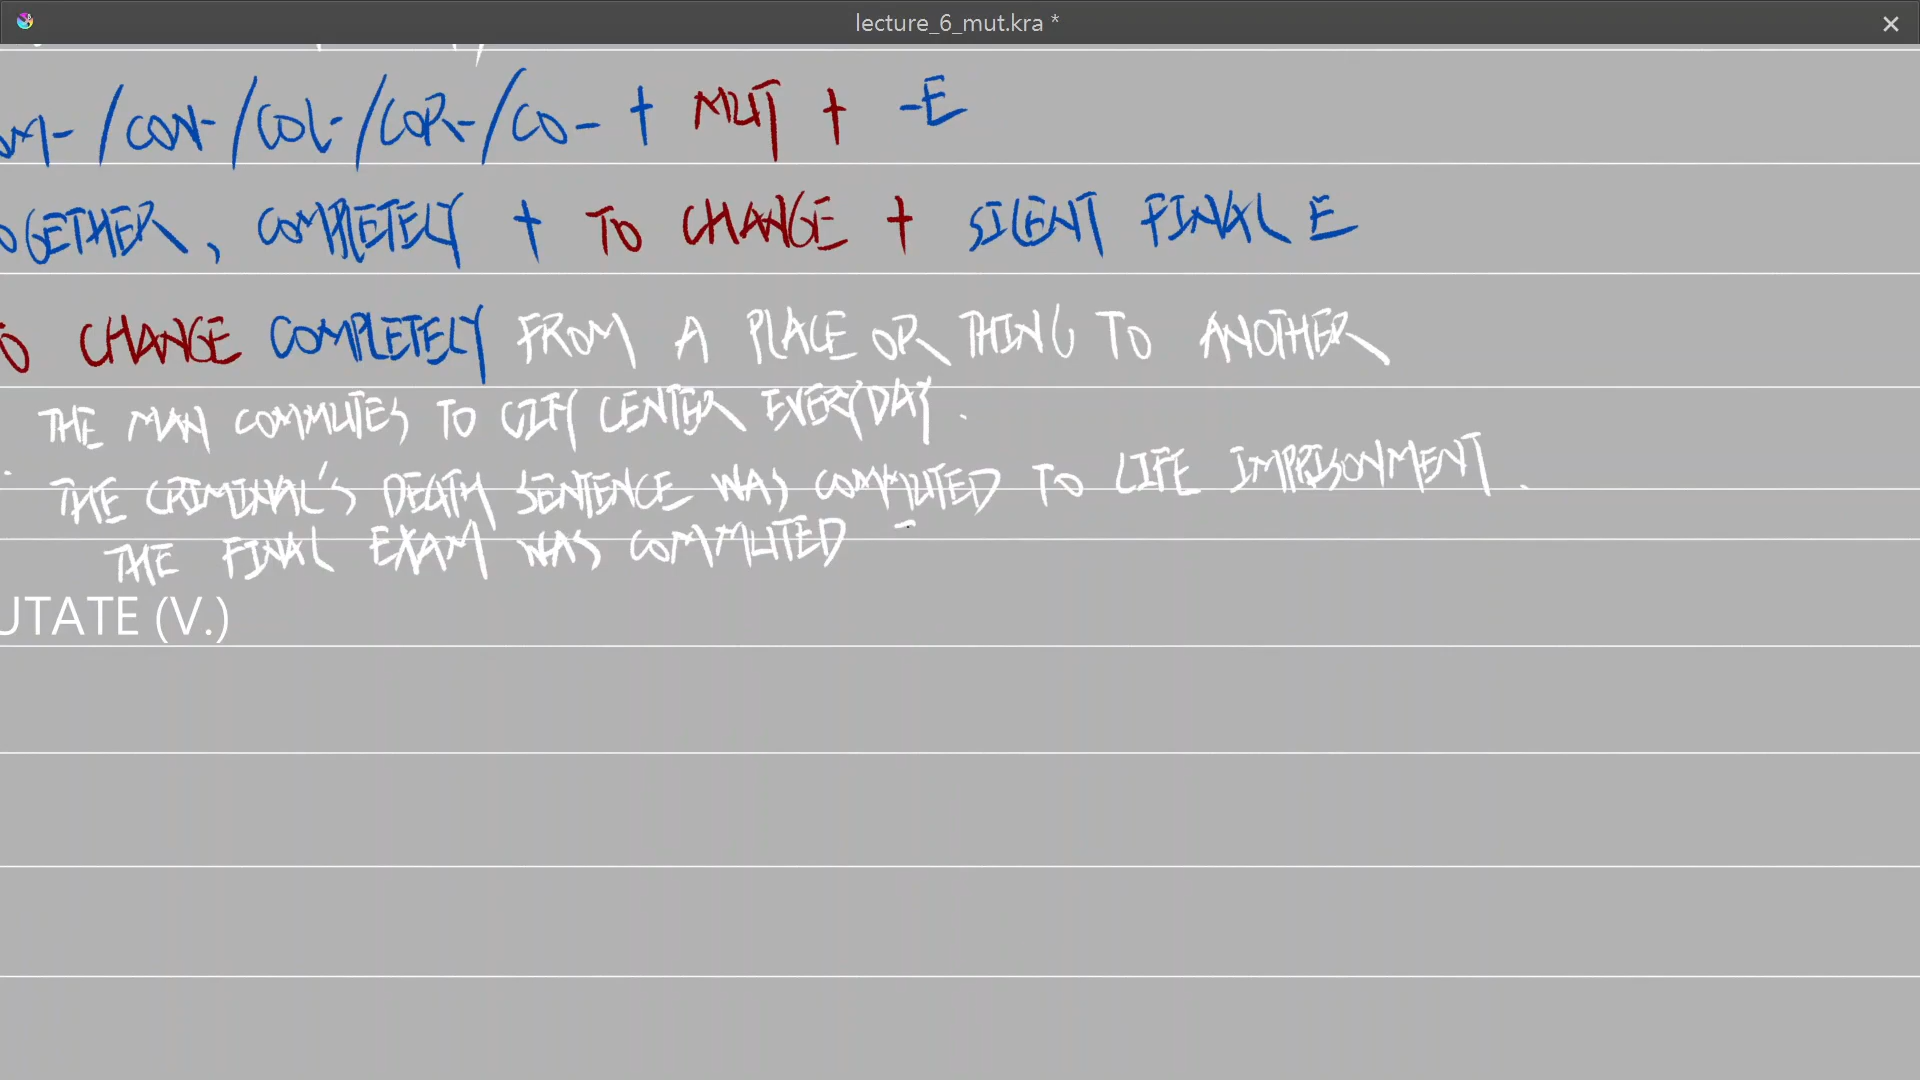 lecture_6_mut.kra *
OM- / CON- / COL- / COR- / CO- + MUT + -E
OGETHER, COMPLETELY + TO CHANGE + SILENT FINAL E
O CHANGE COMPLETELY FROM A PLACE OR THING TO ANOTHER
THE MAN COMMUTES TO CITY CENTER EVERYDAY.
THE CRIMINAL'S DEATH SENTENCE WAS COMMUTED TO LIFE IMPRISONMENT.
THE FINAL EXAM WAS COMMUTED
UTATE (V.)